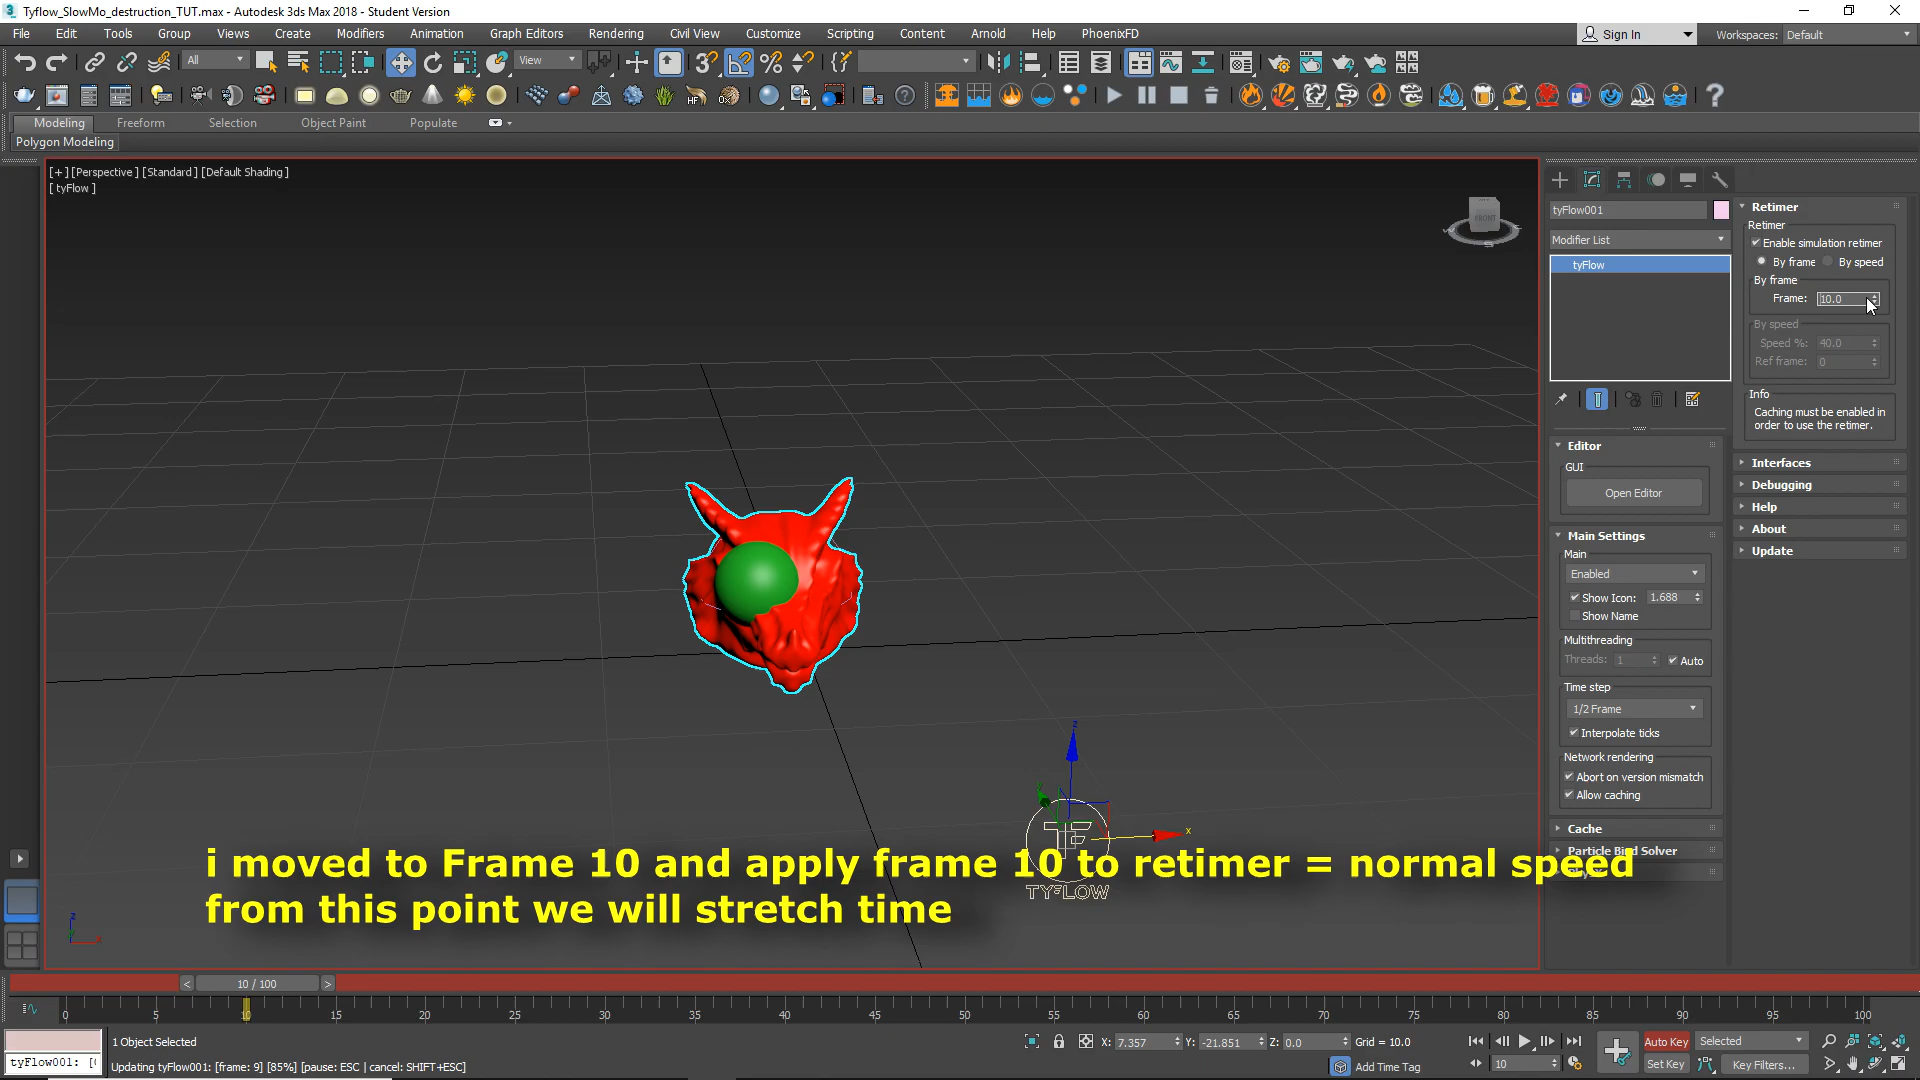 Tyflow_SlowMo_destruction_TUT.max - Autodesk 3ds Max 2018 - Student Version
File Edit Tools Group Views Create Modifiers Animation Graph Editors Rendering Civil View Customize Scripting Content Arnold Help PhoenixFD
Sign In
Workspaces: Default
All
View
Modeling Freeform Selection Object Paint Populate
Polygon Modeling
[+] [Perspective] [Standard] [Default Shading]
[ tyFlow ]
FRONT
tyFlow001
Modifier List
tyFlow
Editor
GUI
Open Editor
Main Settings
Main
Enabled
Show Icon: 1.688
Show Name
Multithreading
Threads: 1 Auto
Time step
1/2 Frame
Interpolate ticks
Network rendering
Abort on version mismatch
Allow caching
Cache
Particle Bind Solver
Retimer
Retimer
Enable simulation retimer
By frame By speed
By frame
Frame: 10.0
By speed
Speed %: 40.0
Ref frame: 0
Info
Caching must be enabled in
order to use the retimer.
Interfaces
Debugging
Help
About
Update
z
x
TYFLOW
i moved to Frame 10 and apply frame 10 to retimer = normal speed
from this point we will stretch time
< 10 / 100 >
0 5 10 15 20 25 30 35 40 45 50 55 60 65 70 75 80 85 90 95 100
1 Object Selected
X: 7.357 Y: -21.851 Z: 0.0 Grid = 10.0
Auto Key Selected
tyFlow001: [
Updating tyFlow001: [frame: 9] [85%] [pause: ESC | cancel: SHIFT+ESC]
Add Time Tag
10
Set Key Key Filters...